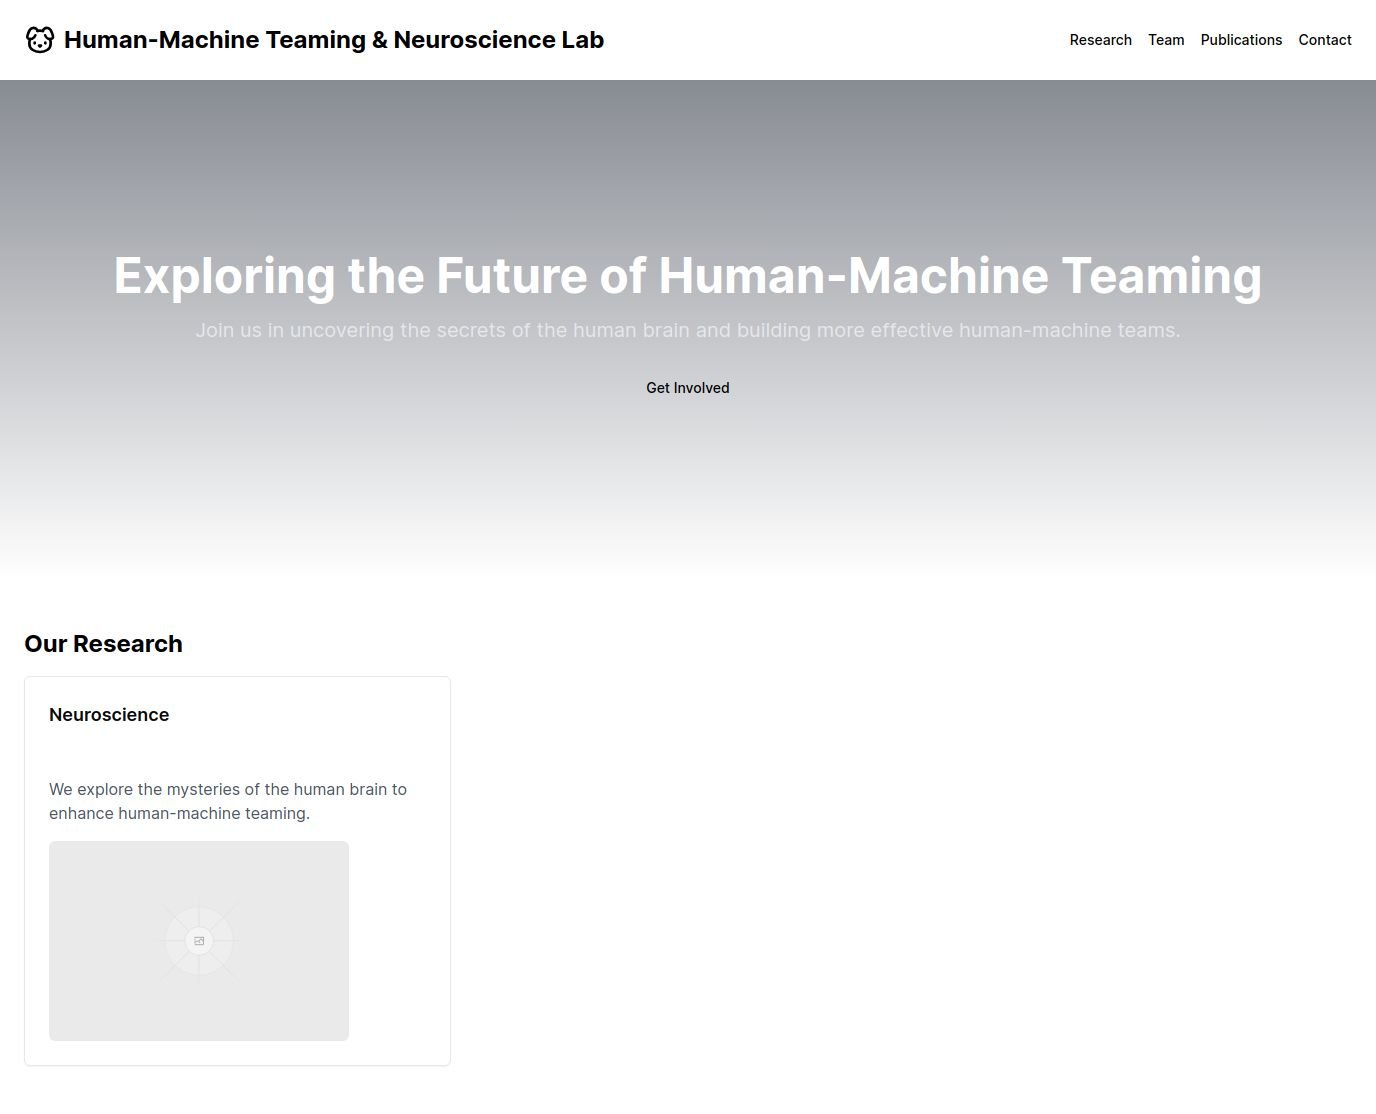 Human-Machine Teaming & Neuroscience Lab
Research Team Publications Contact
Exploring the Future of Human-Machine Teaming
Join us in uncovering the secrets of the human brain and building more effective human-machine teams.
Get Involved
Our Research
Neuroscience
We explore the mysteries of the human brain to
enhance human-machine teaming.